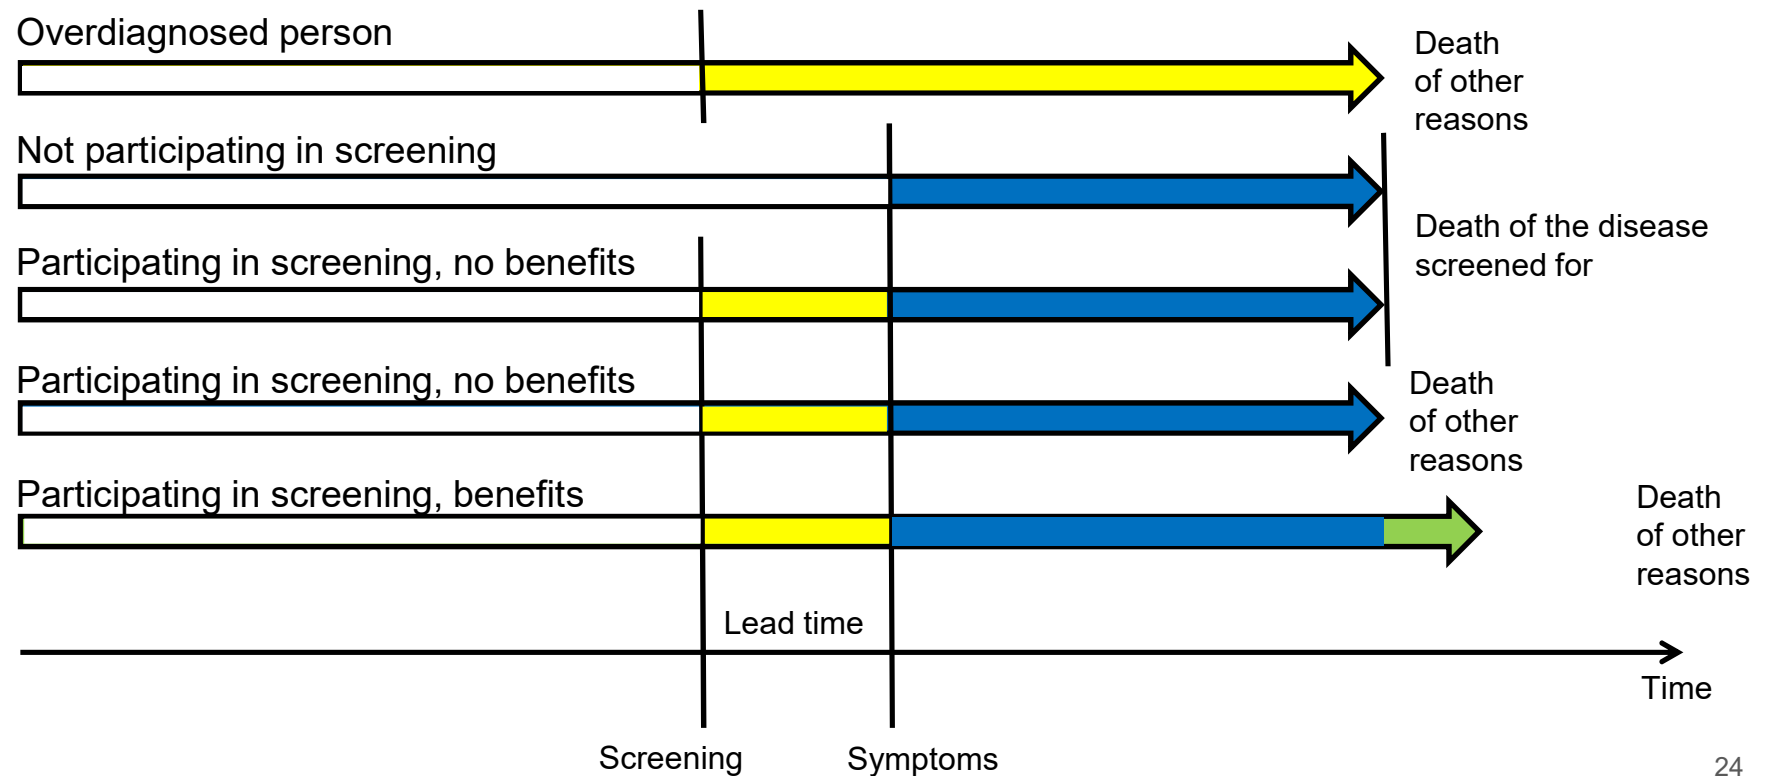 Overdiagnosed person
Death
of other
reasons
Not participating in screening
Death of the disease
screened for
Participating in screening, no benefits
Participating in screening, no benefits
Death
of other
reasons
Participating in screening, benefits
Death
of other
reasons
Lead time
Time
Screening
Symptoms
24